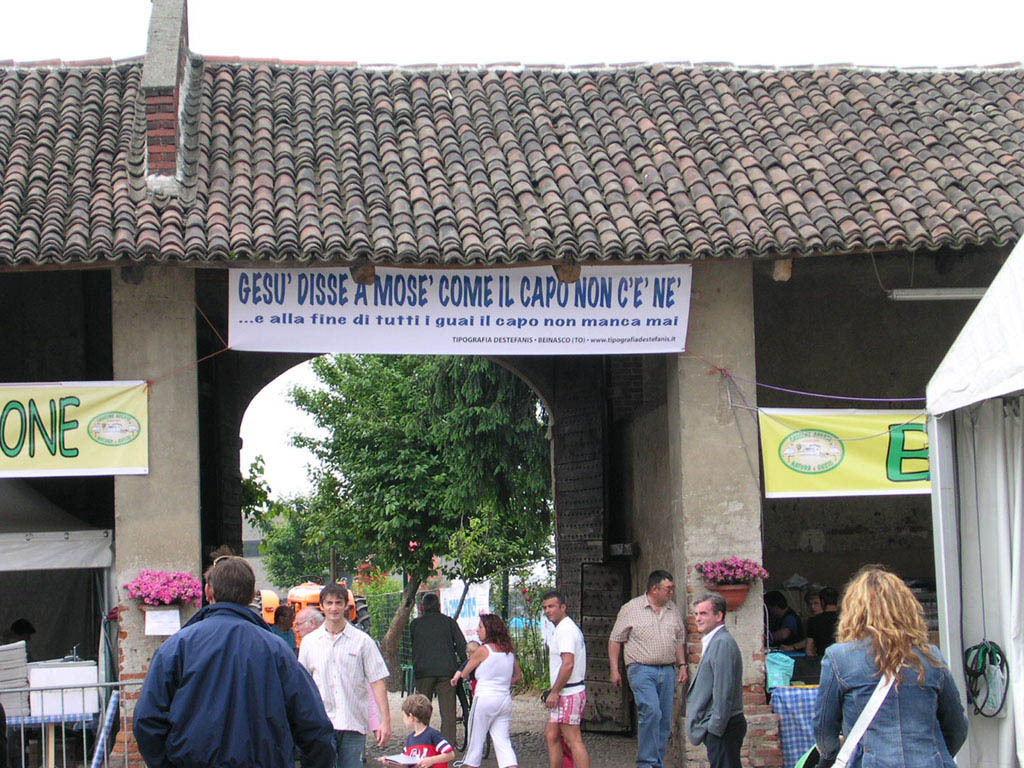 GESU' DISSE A MOSE' COME IL CAPO NON C'E' NE'
...e alla fine di tutti i guai il capo non manca mai
TIPOGRAFIA DESTEFANIS • BEINASCO (TO) • www.tipografiadestefanis.it
ONE
B